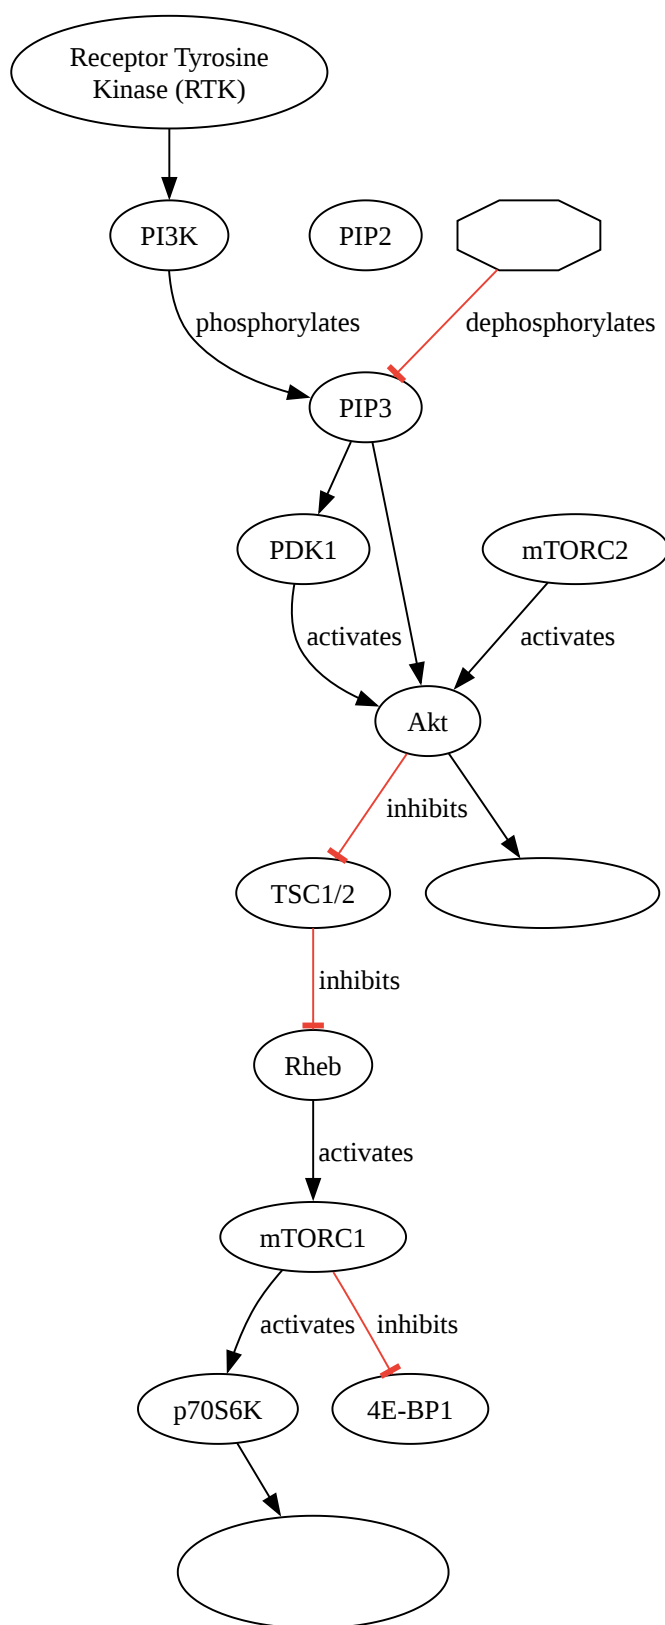 Receptor Tyrosine
Kinase (RTK)
PI3K
PIP2
phosphorylates
dephosphorylates
PIP3
PDK1
mTORC2
activates
activates
Akt
inhibits
TSC1/2
inhibits
Rheb
activates
mTORC1
activates
inhibits
p70S6K
4E-BP1